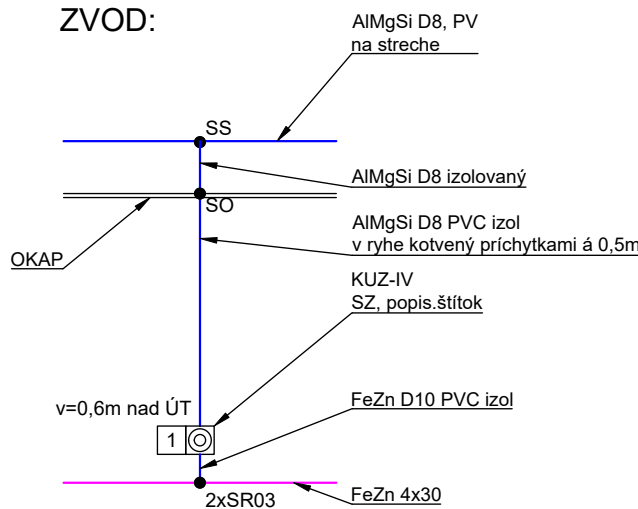 ZVOD:
AlMgSi D8, PV
na streche
SS
AlMgSi D8 izolovaný
SO
AlMgSi D8 PVC izol
v ryhe kotvený príchytkami á 0,5m
OKAP
KUZ-IV
SZ, popis.štítok
v=0,6m nad ÚT
FeZn D10 PVC izol
1
2xSR03
FeZn 4x30